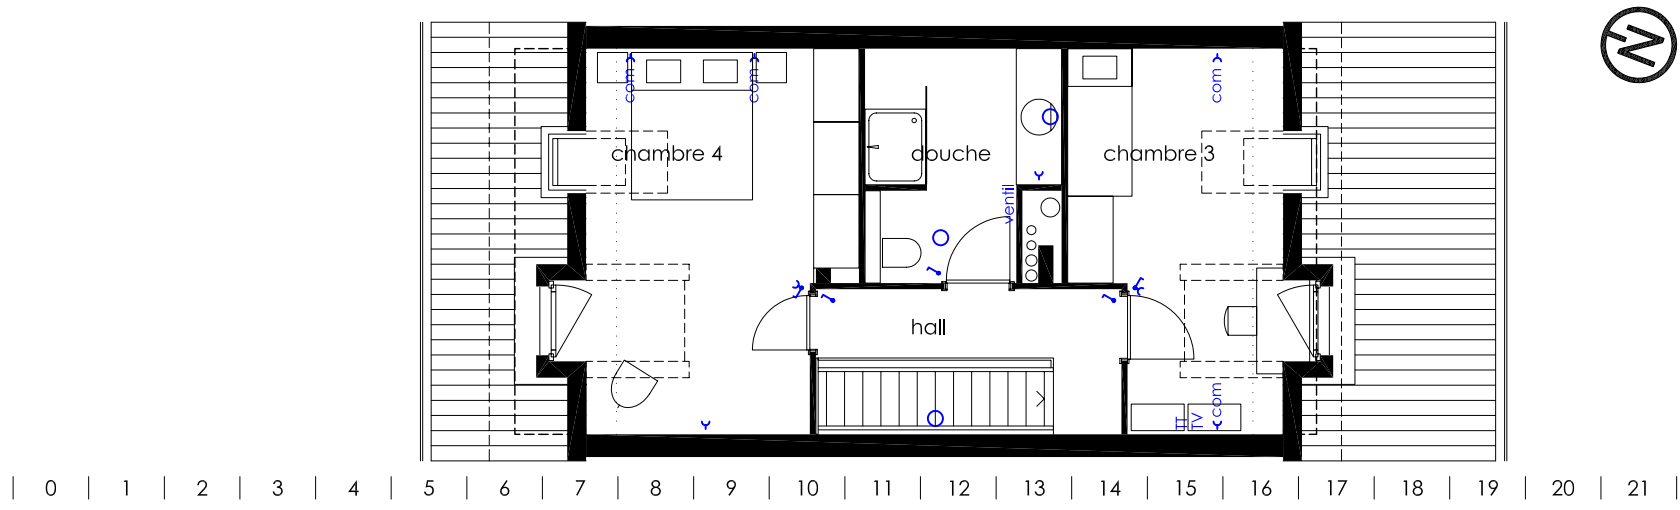 N
com
com
com
chambre 4
douche
chambre 3
ventil
hall
com
TT
TV
0 1 2 3 4 5 6 7 8 9 10 11 12 13 14 15 16 17 18 19 20 21